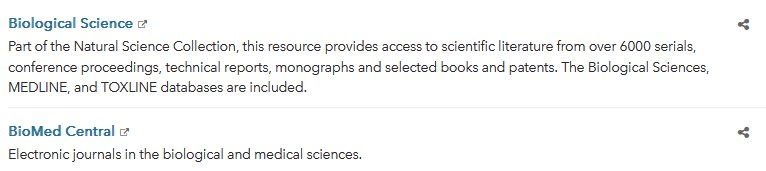 Biological Science
Part of the Natural Science Collection, this resource provides access to scientific literature from over 6000 serials,
conference proceedings, technical reports, monographs and selected books and patents. The Biological Sciences,
MEDLINE, and TOXLINE databases are included.
BioMed Central
Electronic journals in the biological and medical sciences.